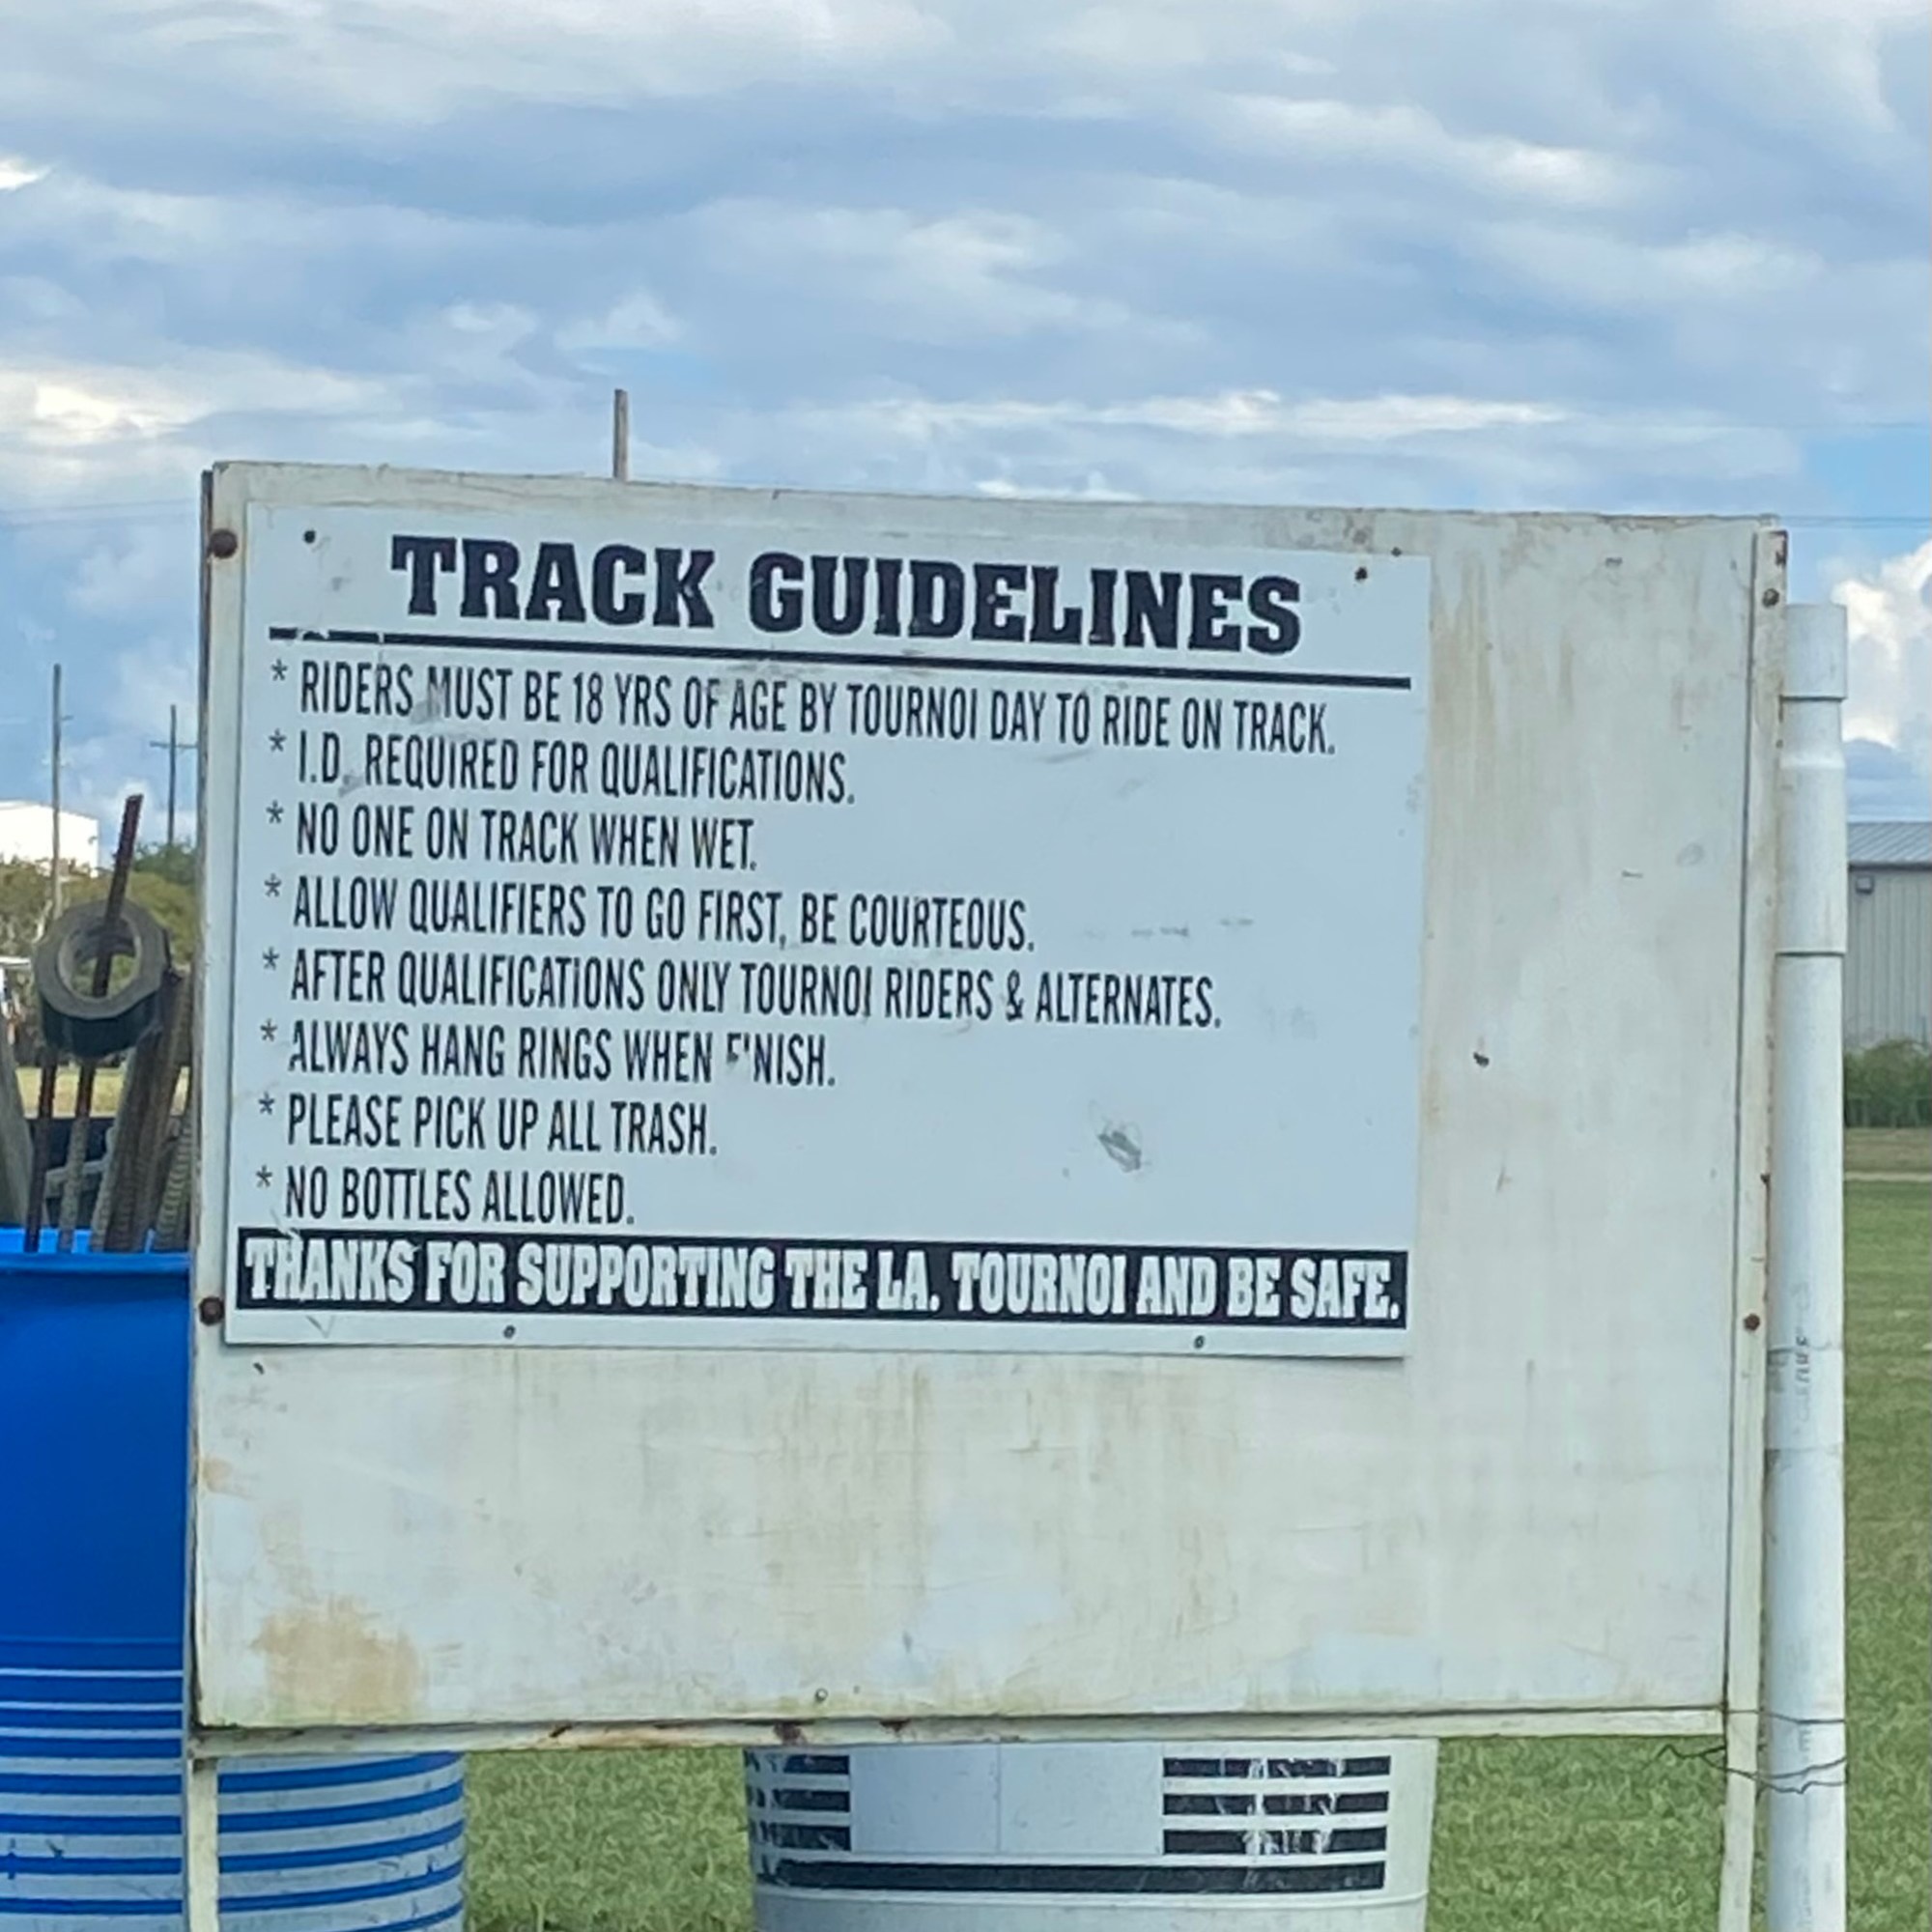 TRACK GUIDELINES
* RIDERS MUST BE 18 YRS OF AGE BY TOURNOI DAY TO RIDE ON TRACK.
* I.D. REQUIRED FOR QUALIFICATIONS.
* NO ONE ON TRACK WHEN WET.
* ALLOW QUALIFIERS TO GO FIRST, BE COURTEOUS.
* AFTER QUALIFICATIONS ONLY TOURNOI RIDERS & ALTERNATES.
* ALWAYS HANG RINGS WHEN FINISH.
* PLEASE PICK UP ALL TRASH.
* NO BOTTLES ALLOWED.
THANKS FOR SUPPORTING THE LA. TOURNOI AND BE SAFE.